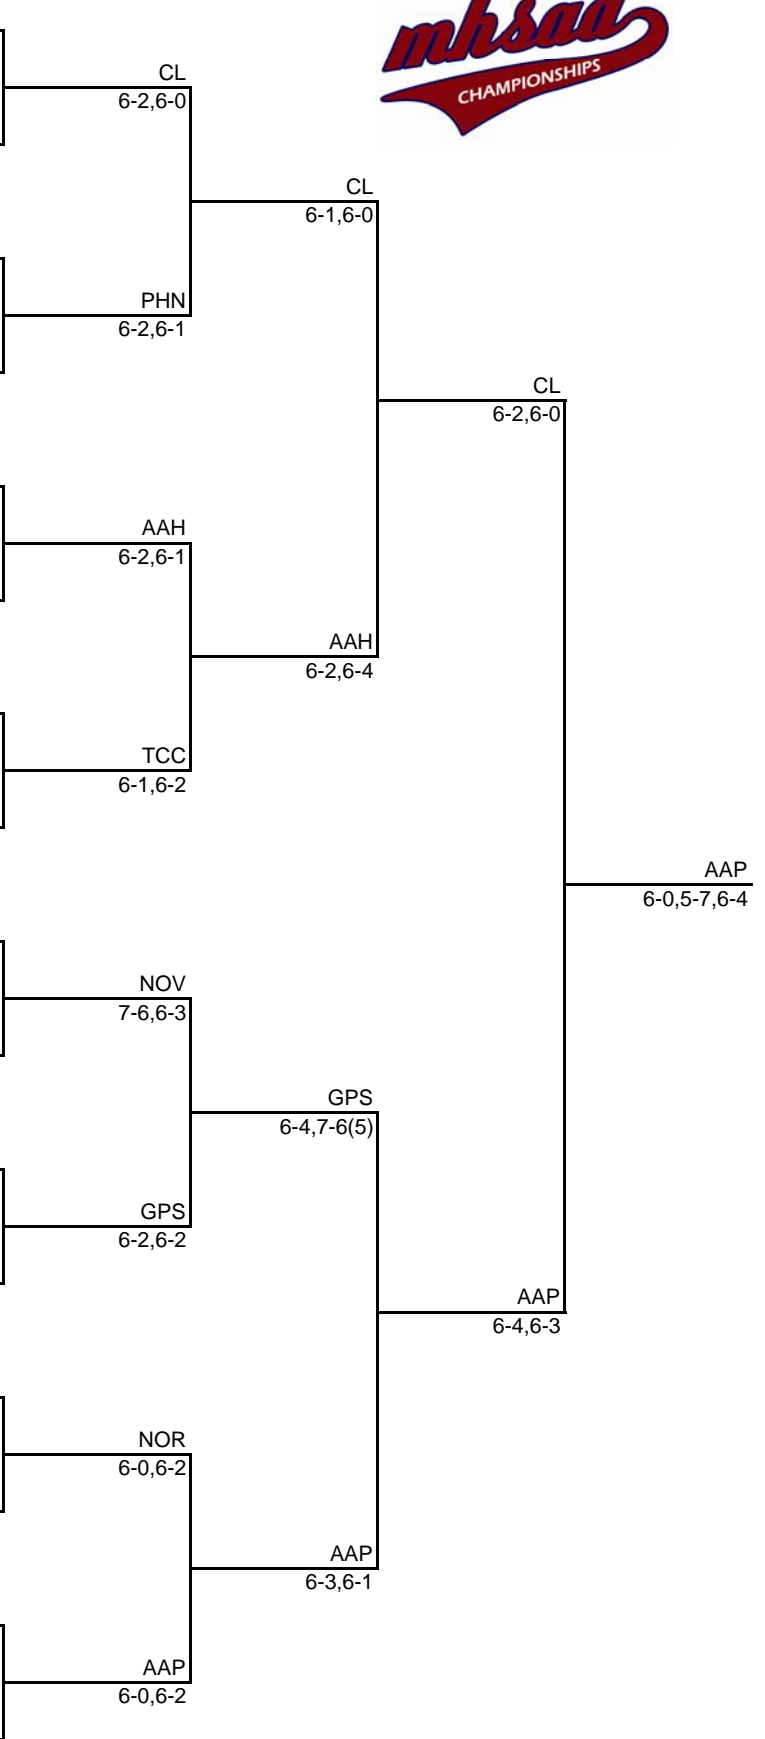 mhsaa
CHAMPIONSHIPS
CL
6-2,6-0
CL
6-1,6-0
PHN
6-2,6-1
CL
6-2,6-0
AAH
6-2,6-1
AAH
6-2,6-4
TCC
6-1,6-2
AAP
6-0,5-7,6-4
NOV
7-6,6-3
GPS
6-4,7-6(5)
GPS
6-2,6-2
AAP
6-4,6-3
NOR
6-0,6-2
AAP
6-3,6-1
AAP
6-0,6-2